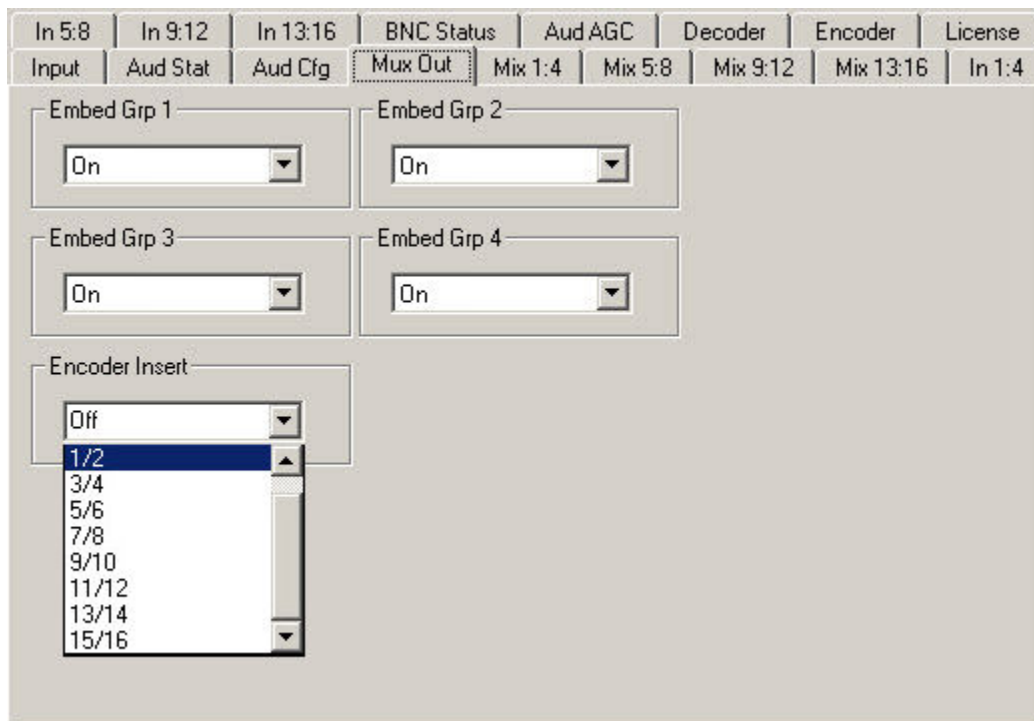 In 5:8 In 9:12 In 13:16 BNC Status Aud AGC Decoder Encoder License
Input Aud Stat Aud Cfg Mux Out Mix 1:4 Mix 5:8 Mix 9:12 Mix 13:16 In 1:4
Embed Grp 1 Embed Grp 2
On On
Embed Grp 3 Embed Grp 4
On On
Encoder Insert
Off
1/2
3/4
5/6
7/8
9/10
11/12
13/14
15/16